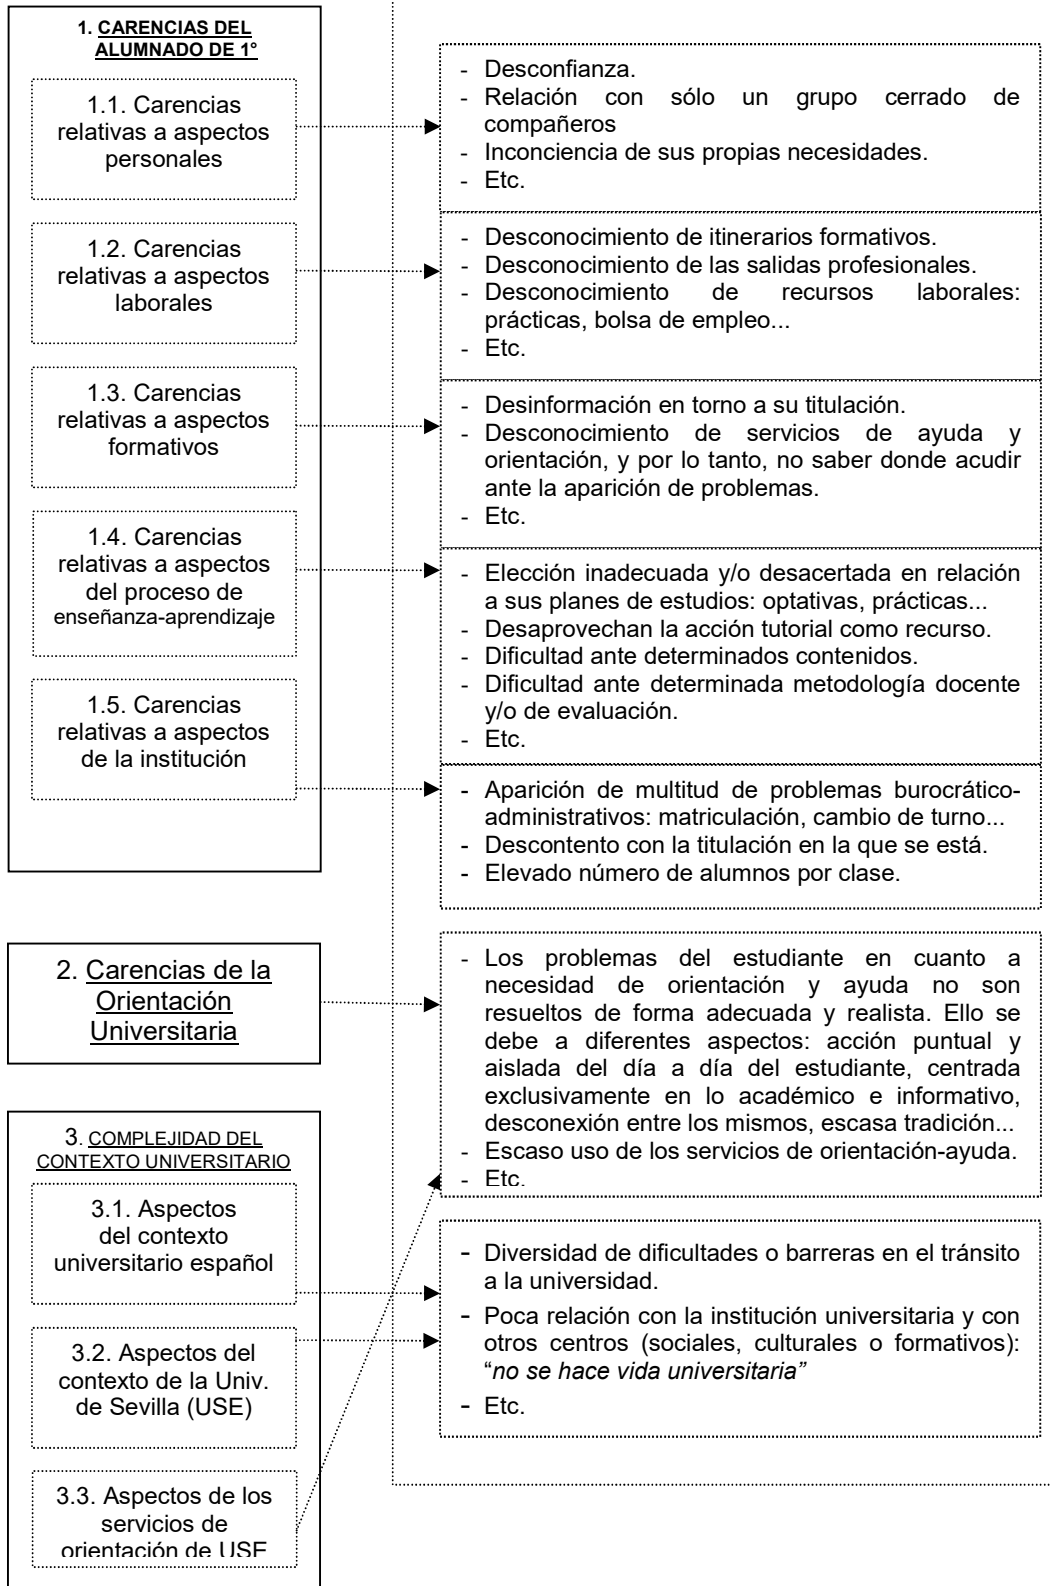 1. CARENCIAS DEL
ALUMNADO DE 1°
1.1. Carencias
relativas a aspectos
personales
- Desconfianza.
- Relación con sólo un grupo cerrado de
compañeros
- Inconciencia de sus propias necesidades.
- Etc.
1.2. Carencias
relativas a aspectos
laborales
- Desconocimiento de itinerarios formativos.
- Desconocimiento de las salidas profesionales.
- Desconocimiento de recursos laborales:
prácticas, bolsa de empleo...
- Etc.
1.3. Carencias
relativas a aspectos
formativos
- Desinformación en torno a su titulación.
- Desconocimiento de servicios de ayuda y
orientación, y por lo tanto, no saber donde acudir
ante la aparición de problemas.
- Etc.
1.4. Carencias
relativas a aspectos
del proceso de
enseñanza-aprendizaje
- Elección inadecuada y/o desacertada en relación
a sus planes de estudios: optativas, prácticas...
- Desaprovechan la acción tutorial como recurso.
- Dificultad ante determinados contenidos.
- Dificultad ante determinada metodología docente
y/o de evaluación.
- Etc.
1.5. Carencias
relativas a aspectos
de la institución
- Aparición de multitud de problemas burocrático-
administrativos: matriculación, cambio de turno...
- Descontento con la titulación en la que se está.
- Elevado número de alumnos por clase.
2. Carencias de la
Orientación
Universitaria
- Los problemas del estudiante en cuanto a
necesidad de orientación y ayuda no son
resueltos de forma adecuada y realista. Ello se
debe a diferentes aspectos: acción puntual y
aislada del día a día del estudiante, centrada
exclusivamente en lo académico e informativo,
desconexión entre los mismos, escasa tradición...
- Escaso uso de los servicios de orientación-ayuda.
- Etc.
3. COMPLEJIDAD DEL
CONTEXTO UNIVERSITARIO
3.1. Aspectos
del contexto
universitario español
3.2. Aspectos del
contexto de la Univ.
de Sevilla (USE)
3.3. Aspectos de los
servicios de
orientación de USE
- Diversidad de dificultades o barreras en el tránsito
a la universidad.
- Poca relación con la institución universitaria y con
otros centros (sociales, culturales o formativos):
“no se hace vida universitaria”
- Etc.